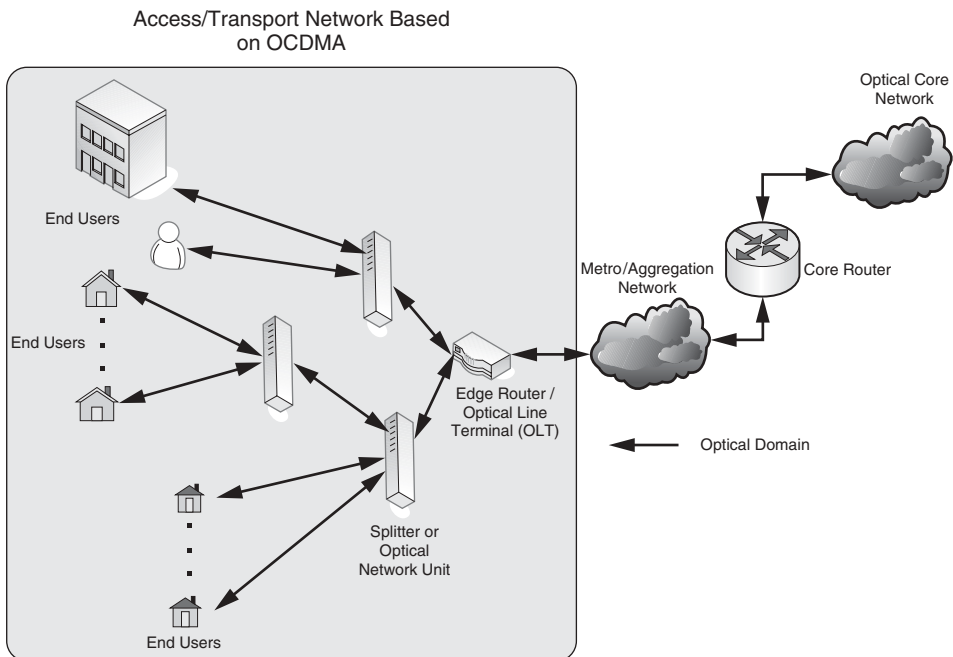 Access/Transport Network Based
on OCDMA
Optical Core
Network
End Users
Metro/Aggregation
Network
Core Router
End Users
Edge Router /
Optical Line
Terminal (OLT)
Optical Domain
Splitter or
Optical
Network Unit
End Users